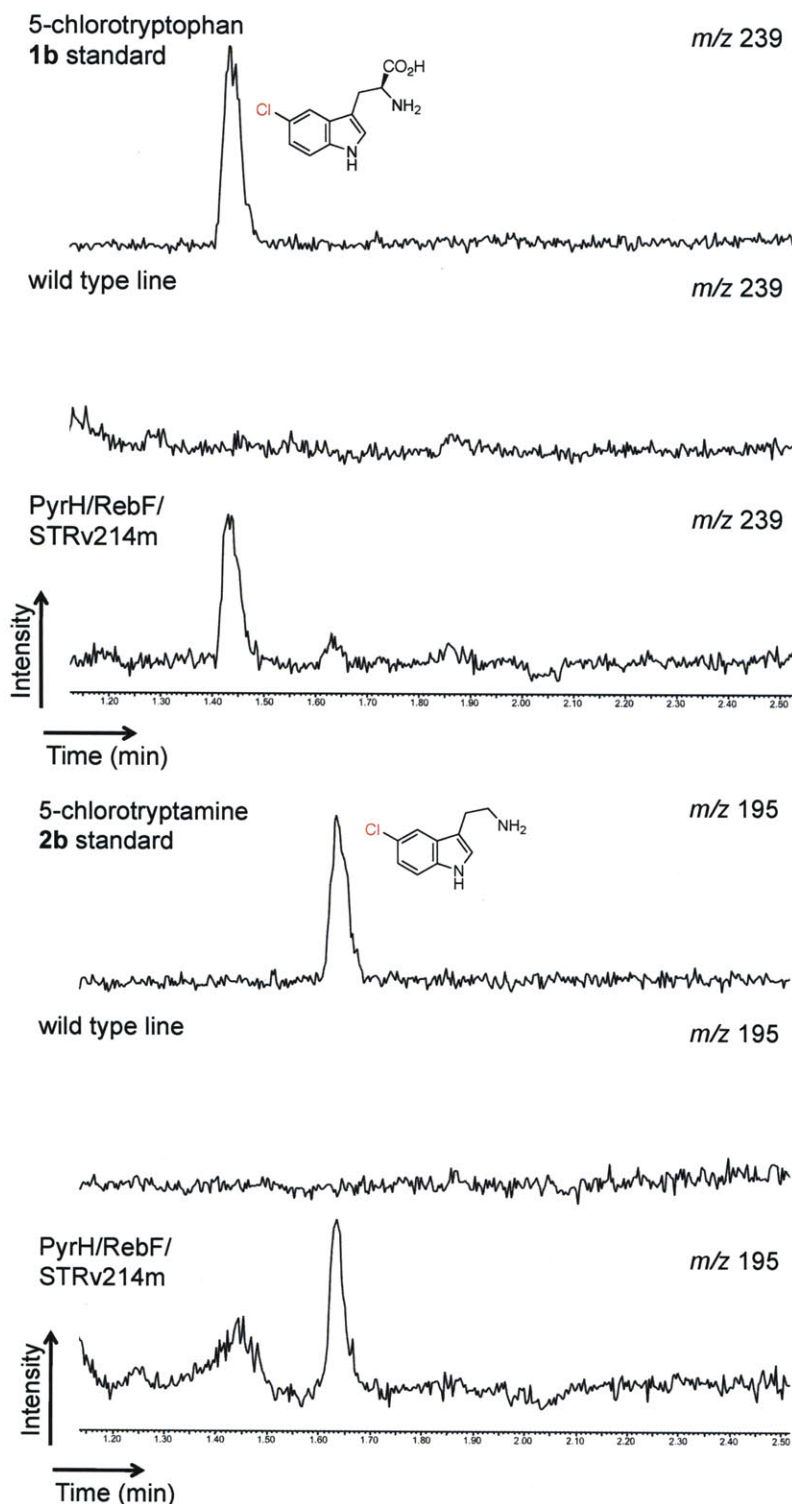 5-chlorotryptophan
1b standard
m/z 239
Cl
CO₂H
NH₂
N
H
wild type line
m/z 239
PyrH/RebF/
STRv214m
m/z 239
Intensity
1.20 1.30 1.40 1.50 1.60 1.70 1.80 1.90 2.00 2.10 2.20 2.30 2.40 2.50
Time (min)
5-chlorotryptamine
2b standard
m/z 195
Cl
NH₂
N
H
wild type line
m/z 195
PyrH/RebF/
STRv214m
m/z 195
Intensity
1.20 1.30 1.40 1.50 1.60 1.70 1.80 1.90 2.00 2.10 2.20 2.30 2.40 2.50
Time (min)